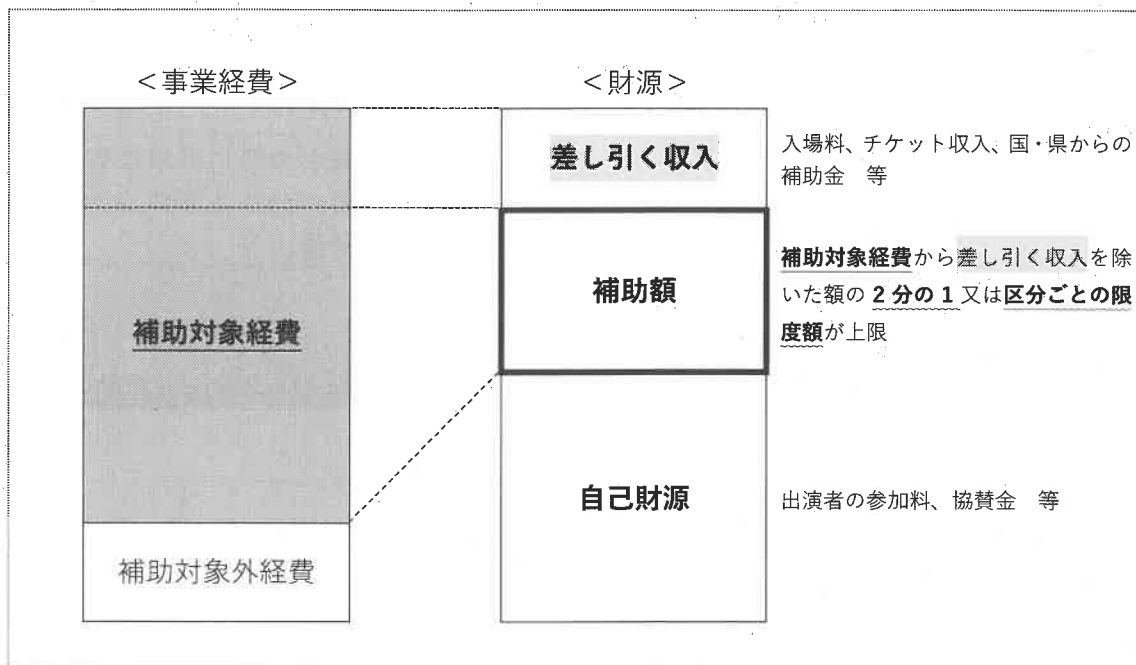 ＜事業経費＞
＜財源＞
差し引く収入
入場料、チケット収入、国・県からの
補助金　等
補助対象経費
補助額
補助対象経費から差し引く収入を除
いた額の 2 分の 1 又は区分ごとの限
度額が上限
自己財源
出演者の参加料、協賛金　等
補助対象外経費